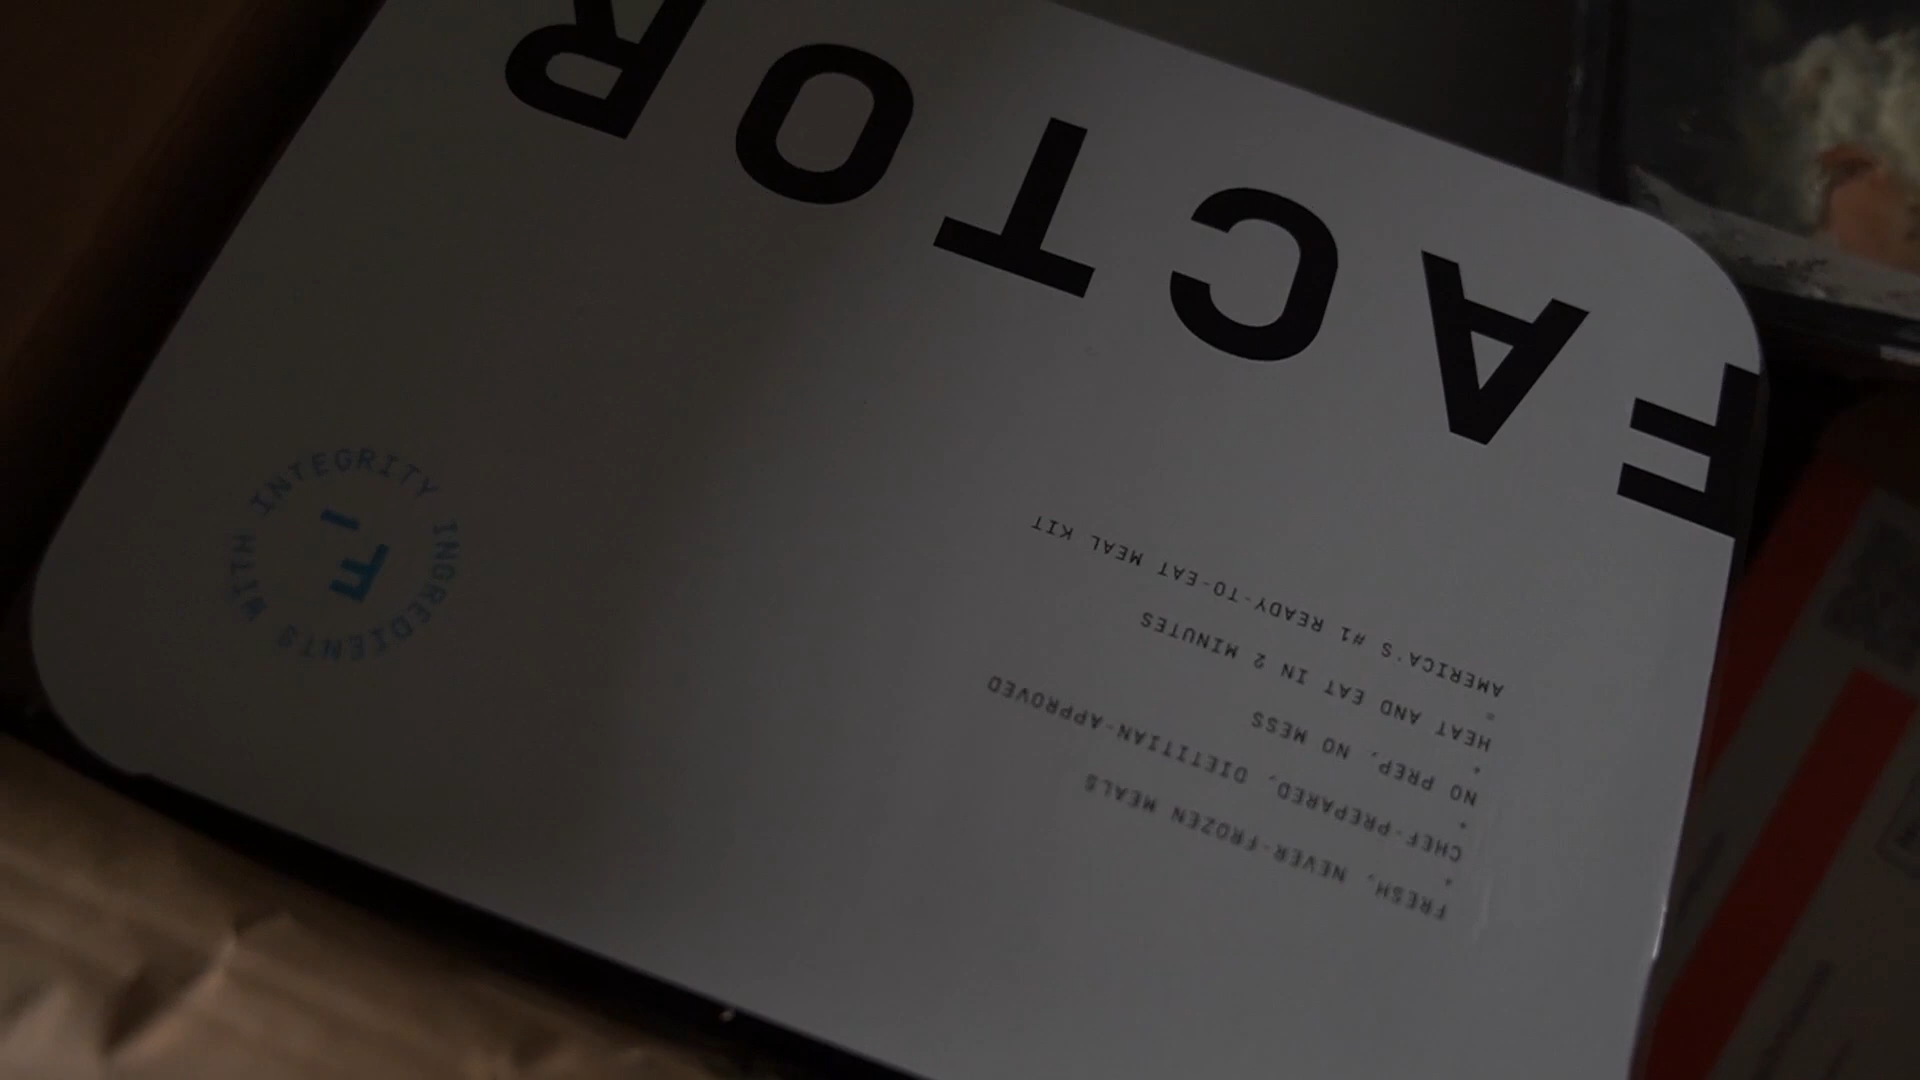 FACTOR
AMERICA'S #1 READY-TO-EAT MEAL KIT
=
HEAT AND EAT IN 2 MINUTES
+
NO PREP, NO MESS
+
CHEF-PREPARED, DIETITIAN-APPROVED
+
FRESH, NEVER-FROZEN MEALS
INGREDIENTS WITH INTEGRITY
F